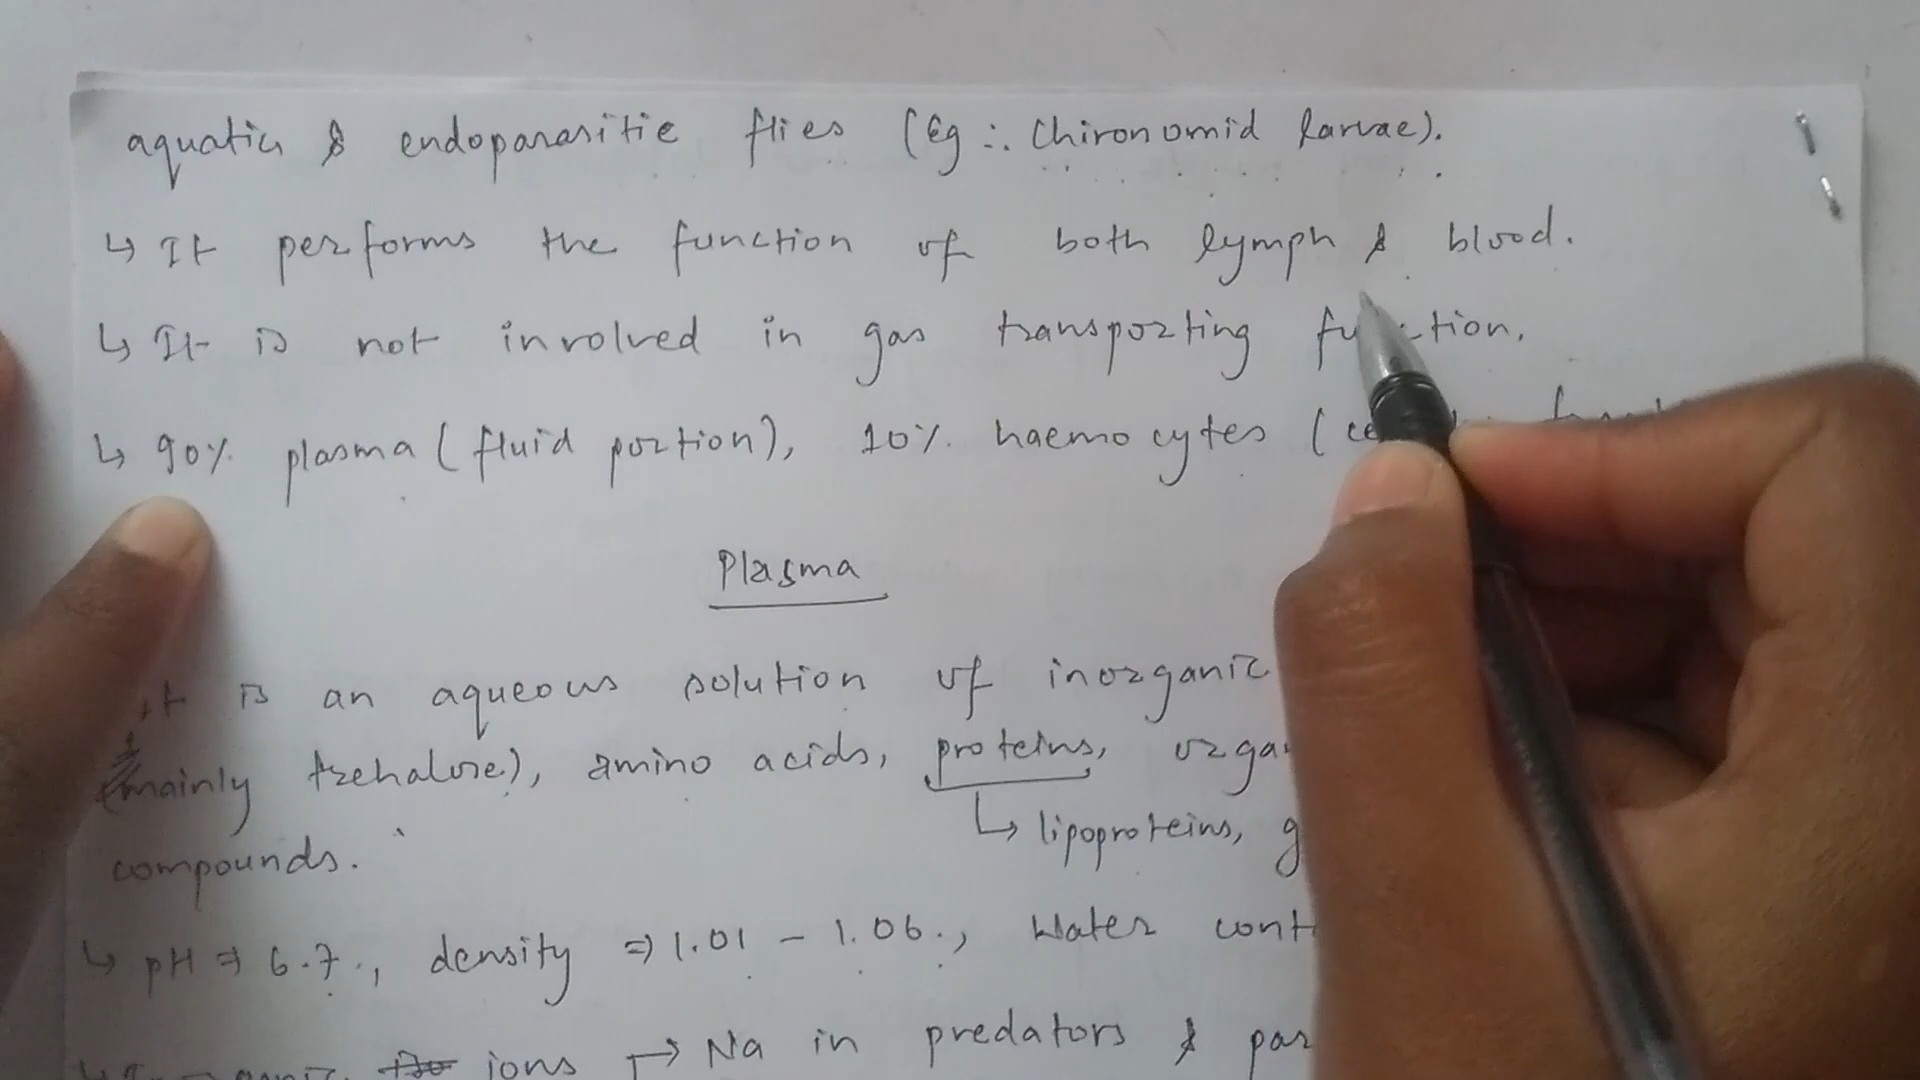 aquatic & endoparasitic flies (Eg :. Chironomid larvae).
↳ It performs the function of both lymph & blood.
↳ It is not involved in gas transporting function.
↳ 90% plasma (fluid portion), 10% haemocytes (
Plasma
It is an aqueous solution of inorganic
(mainly trehalose), amino acids, proteins,
↳ lipoproteins,
compounds.
↳ pH ⇒ 6.7., density ⇒ 1.01 - 1.06., Water
ions → Na in predators &